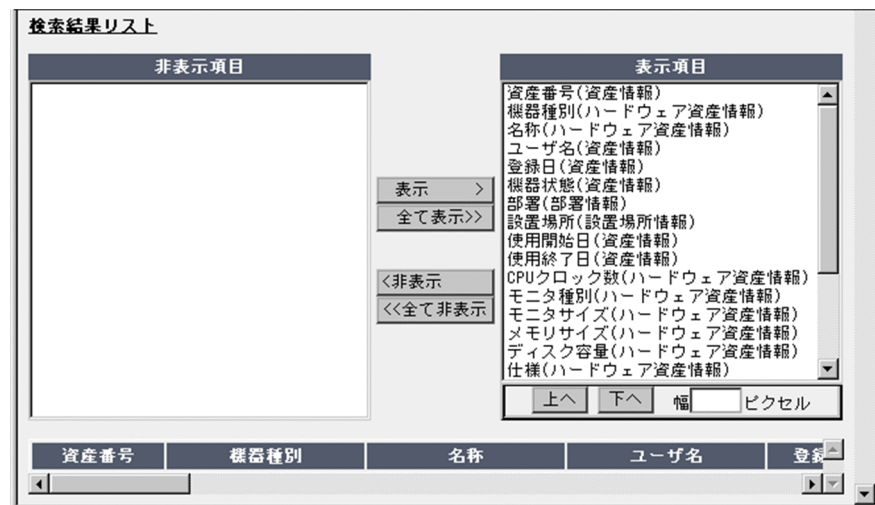 検索結果リスト
非表示項目
表示項目
資産番号(資産情報)
機器種別(ハードウェア資産情報)
名称(ハードウェア資産情報)
ユーザ名(資産情報)
登録日(資産情報)
機器状態(資産情報)
部署(部署情報)
設置場所(設置場所情報)
使用開始日(資産情報)
使用終了日(資産情報)
CPUクロック数(ハードウェア資産情報)
モニタ種別(ハードウェア資産情報)
モニタサイズ(ハードウェア資産情報)
メモリサイズ(ハードウェア資産情報)
ディスク容量(ハードウェア資産情報)
仕様(ハードウェア資産情報)
表示 >
全て表示>>
<非表示
<<全て非表示
上へ 下へ 幅 ピクセル
資産番号 機器種別 名称 ユーザ名 登録